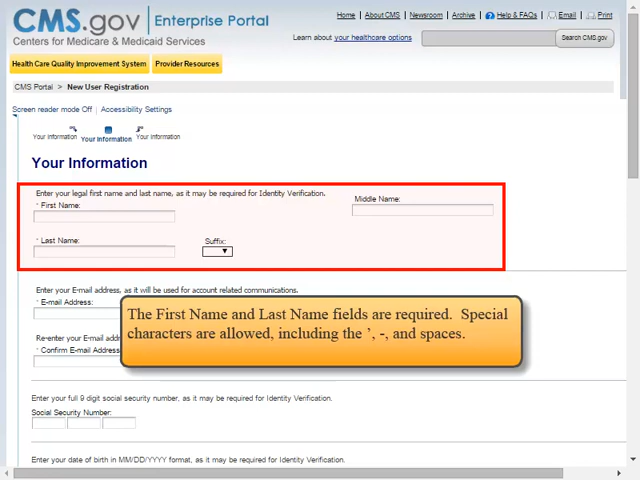 CMS.gov Enterprise Portal
Centers for Medicare & Medicaid Services
Home | About CMS | Newsroom | Archive | Help & FAQs | Email | Print
Learn about your healthcare options
Search CMS.gov
Health Care Quality Improvement System Provider Resources
CMS Portal > New User Registration
Screen reader mode Off | Accessibility Settings
Your Information Your Information Your Information
Your Information
Enter your legal first name and last name, as it may be required for Identity Verification.
* First Name:
Middle Name:
* Last Name:
Suffix:
Enter your E-mail address, as it will be used for account related communications.
* E-mail Address:
The First Name and Last Name fields are required. Special
characters are allowed, including the ’, -, and spaces.
Re-enter your E-mail
* Confirm E-mail Address
Enter your full 9 digit social security number, as it may be required for Identity Verification.
Social Security Number:
Enter your date of birth in MM/DD/YYYY format, as it may be required for Identity Verification.